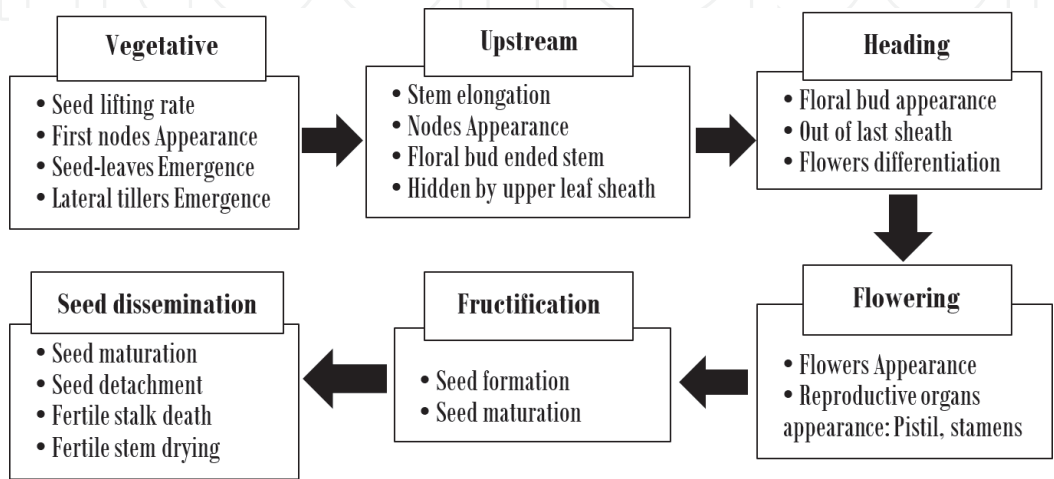 Vegetative
• Seed lifting rate
• First nodes Appearance
• Seed-leaves Emergence
• Lateral tillers Emergence
Upstream
• Stem elongation
• Nodes Appearance
• Floral bud ended stem
• Hidden by upper leaf sheath
Heading
• Floral bud appearance
• Out of last sheath
• Flowers differentiation
Flowering
• Flowers Appearance
• Reproductive organs
appearance: Pistil, stamens
Fructification
• Seed formation
• Seed maturation
Seed dissemination
• Seed maturation
• Seed detachment
• Fertile stalk death
• Fertile stem drying